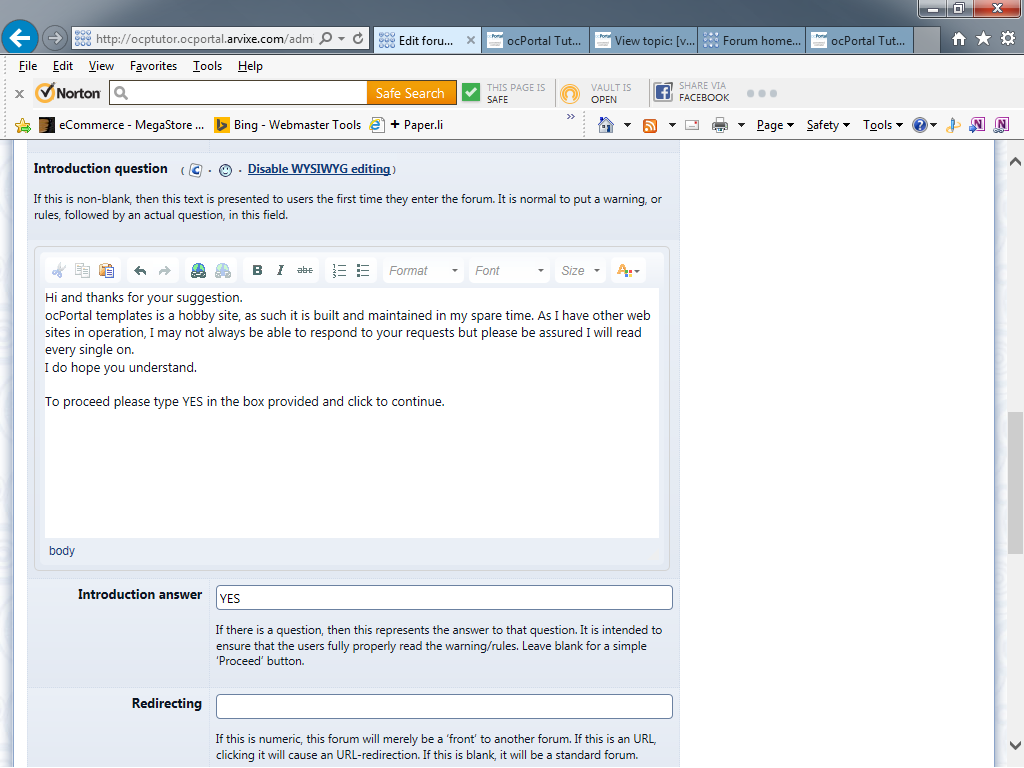 http://ocptutor.ocportal.arvixe.com/adm
Edit foru...
ocPortal Tut...
View topic: [v...
Forum home...
ocPortal Tut...
File Edit View Favorites Tools Help
Norton
Safe Search
THIS PAGE IS
SAFE
VAULT IS
OPEN
SHARE VIA
FACEBOOK
eCommerce - MegaStore ...
Bing - Webmaster Tools
+ Paper.li
»
Page
Safety
Tools
Introduction question ( · · Disable WYSIWYG editing )
If this is non-blank, then this text is presented to users the first time they enter the forum. It is normal to put a warning, or
rules, followed by an actual question, in this field.
B I abc Format Font Size A
Hi and thanks for your suggestion.
ocPortal templates is a hobby site, as such it is built and maintained in my spare time. As I have other web
sites in operation, I may not always be able to respond to your requests but please be assured I will read
every single on.
I do hope you understand.
To proceed please type YES in the box provided and click to continue.
body
Introduction answer
YES
If there is a question, then this represents the answer to that question. It is intended to
ensure that the users fully properly read the warning/rules. Leave blank for a simple
‘Proceed’ button.
Redirecting
If this is numeric, this forum will merely be a ‘front’ to another forum. If this is an URL,
clicking it will cause an URL-redirection. If this is blank, it will be a standard forum.